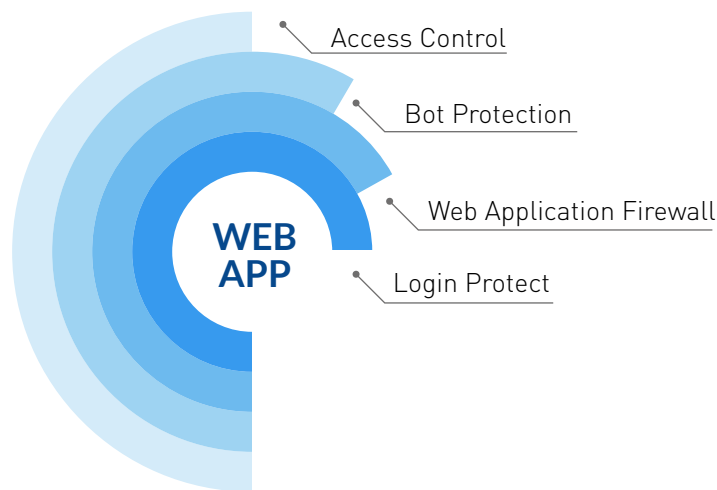 Access Control
Bot Protection
Web Application Firewall
WEB
APP
Login Protect